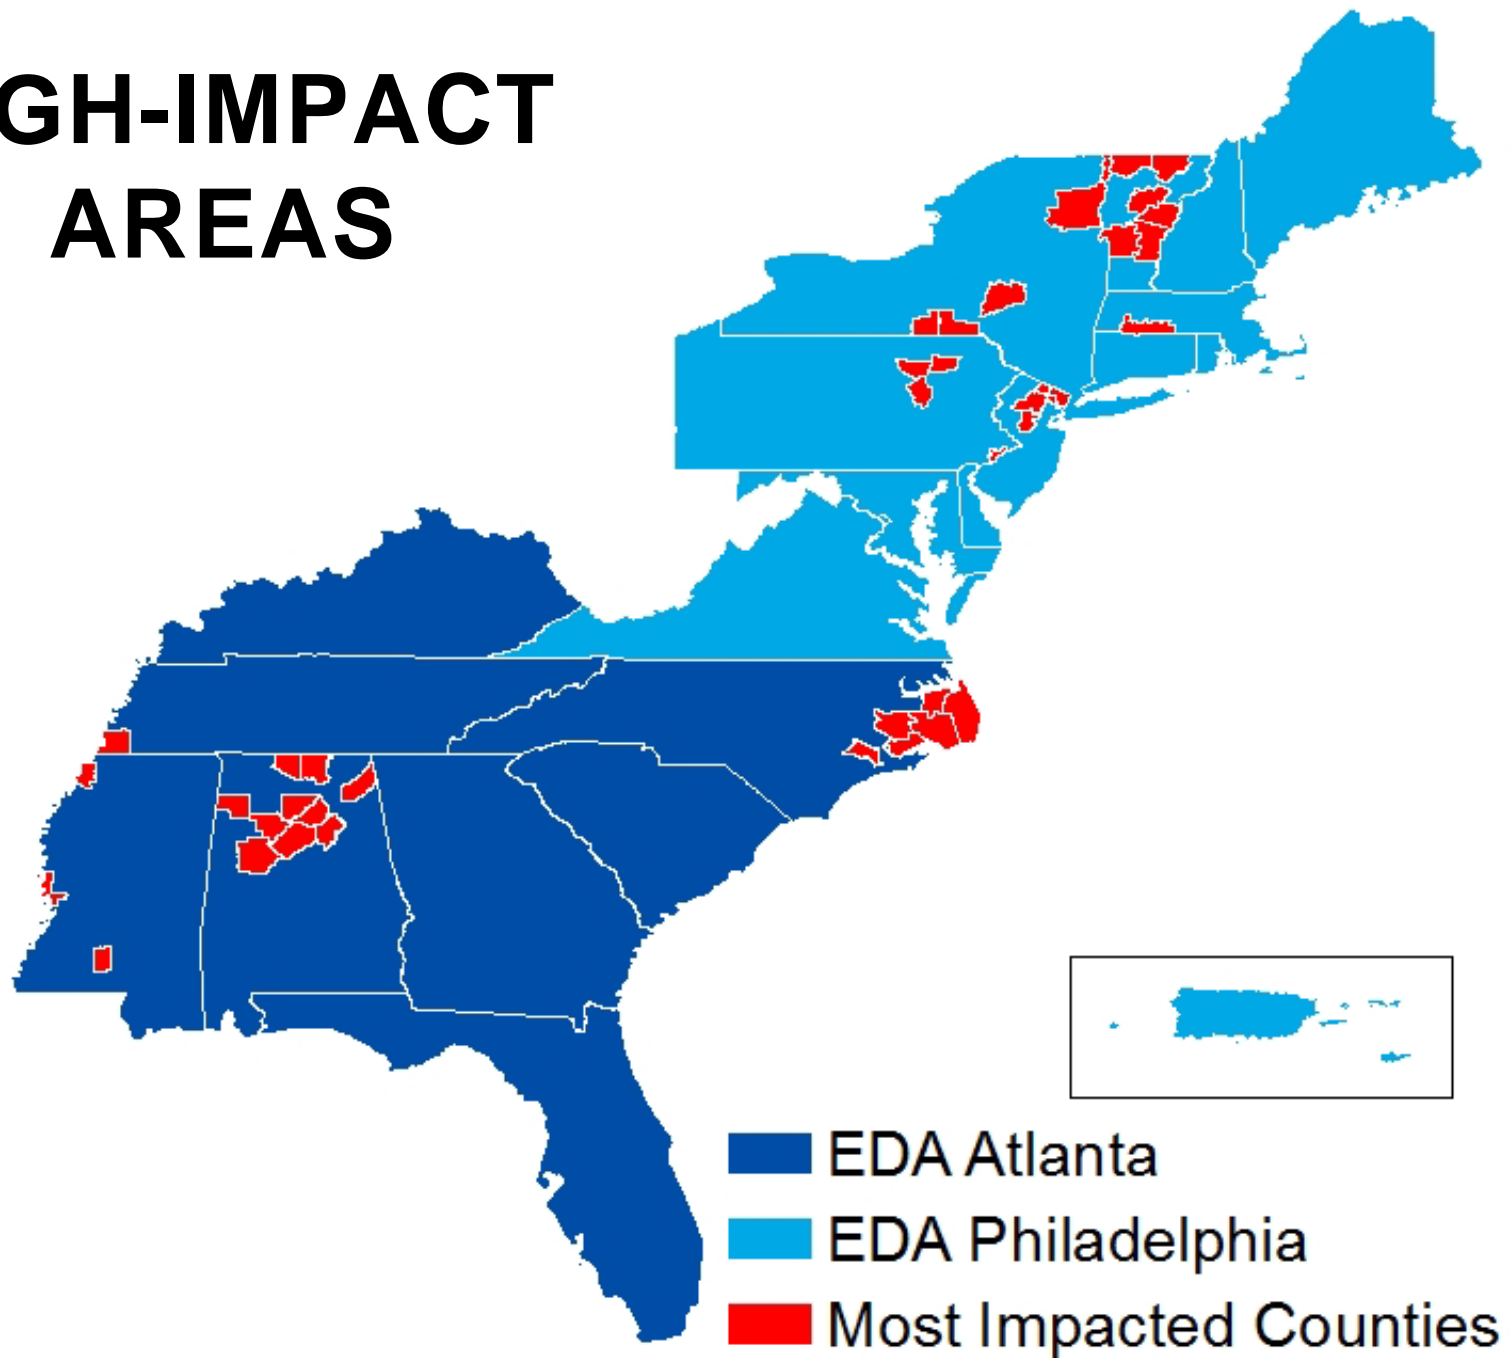 GH-IMPACT
AREAS
EDA Atlanta
EDA Philadelphia
Most Impacted Counties